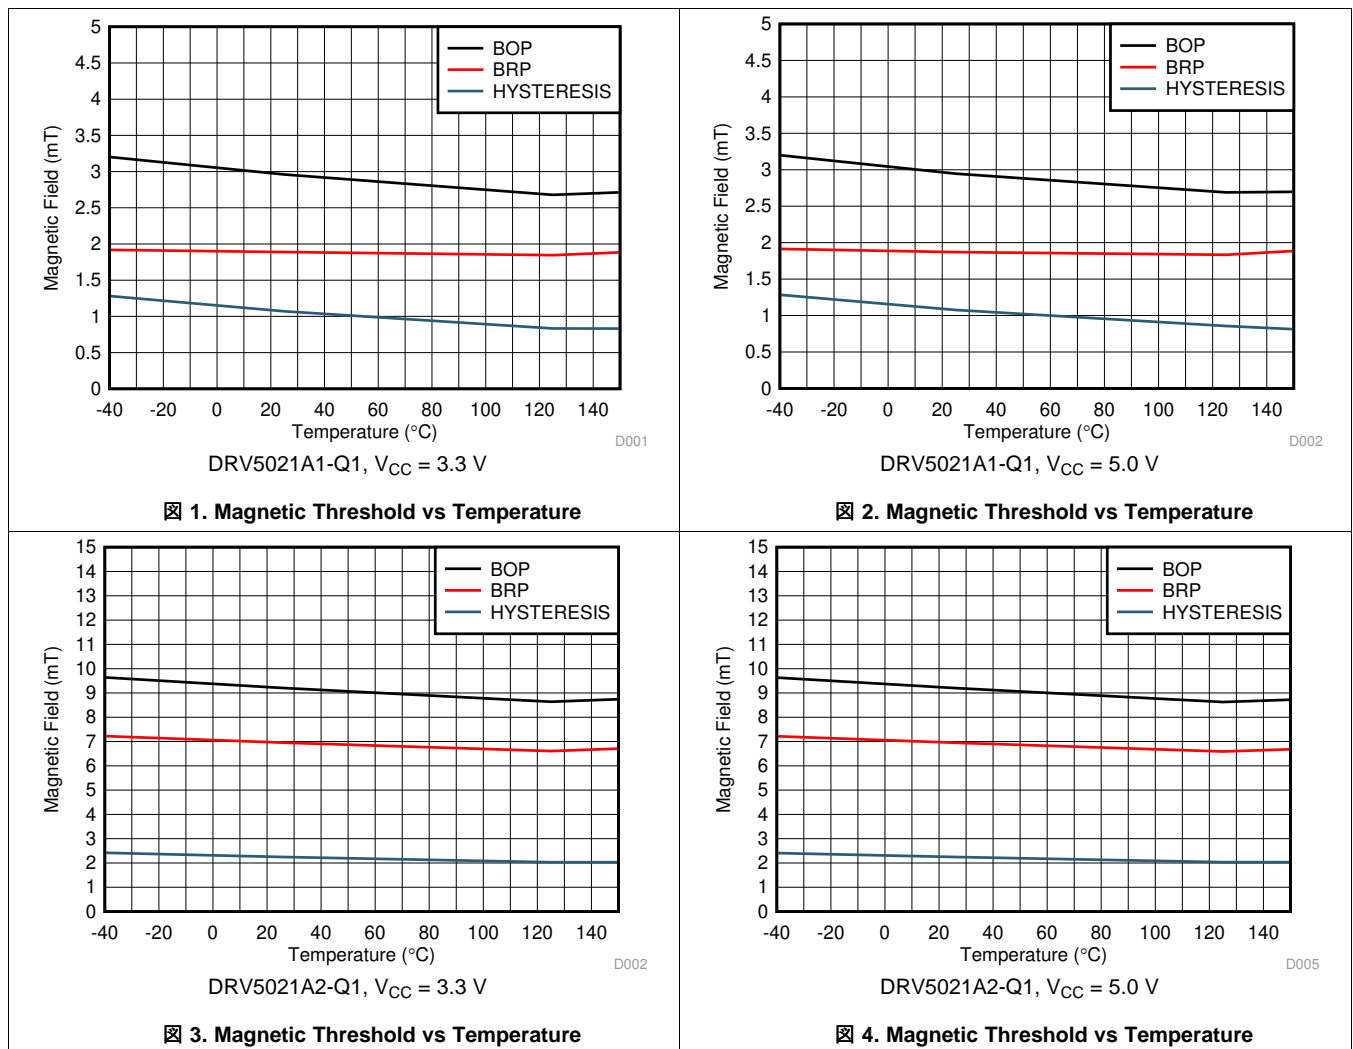 5
4.5
4
3.5
3
2.5
2
1.5
1
0.5
0
Magnetic Field (mT)
BOP
BRP
HYSTERESIS
-40 -20 0 20 40 60 80 100 120 140
Temperature (°C)
D001
DRV5021A1-Q1, VCC = 3.3 V
図 1. Magnetic Threshold vs Temperature
5
4.5
4
3.5
3
2.5
2
1.5
1
0.5
0
Magnetic Field (mT)
BOP
BRP
HYSTERESIS
-40 -20 0 20 40 60 80 100 120 140
Temperature (°C)
D002
DRV5021A1-Q1, VCC = 5.0 V
図 2. Magnetic Threshold vs Temperature
15
14
13
12
11
10
9
8
7
6
5
4
3
2
1
0
Magnetic Field (mT)
BOP
BRP
HYSTERESIS
-40 -20 0 20 40 60 80 100 120 140
Temperature (°C)
D002
DRV5021A2-Q1, VCC = 3.3 V
図 3. Magnetic Threshold vs Temperature
15
14
13
12
11
10
9
8
7
6
5
4
3
2
1
0
Magnetic Field (mT)
BOP
BRP
HYSTERESIS
-40 -20 0 20 40 60 80 100 120 140
Temperature (°C)
D005
DRV5021A2-Q1, VCC = 5.0 V
図 4. Magnetic Threshold vs Temperature